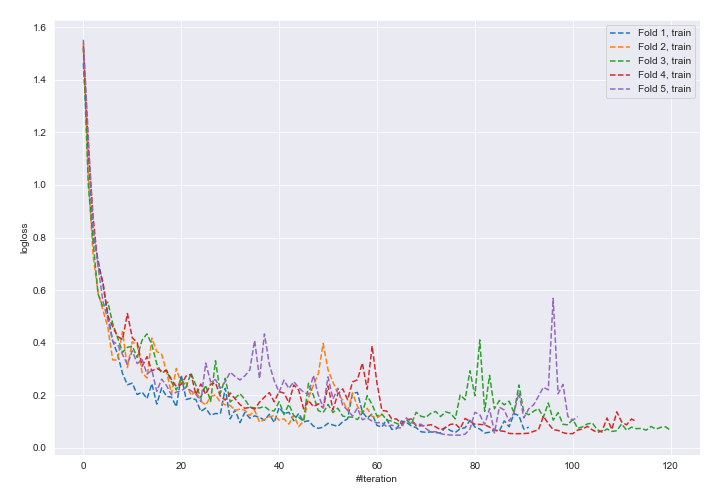 1.6
1.4
1.2
1.0
0.8
0.6
0.4
0.2
0.0
logloss
0
20
40
60
80
100
120
#Iteration
Fold 1, train
Fold 2, train
Fold 3, train
Fold 4, train
Fold 5, train